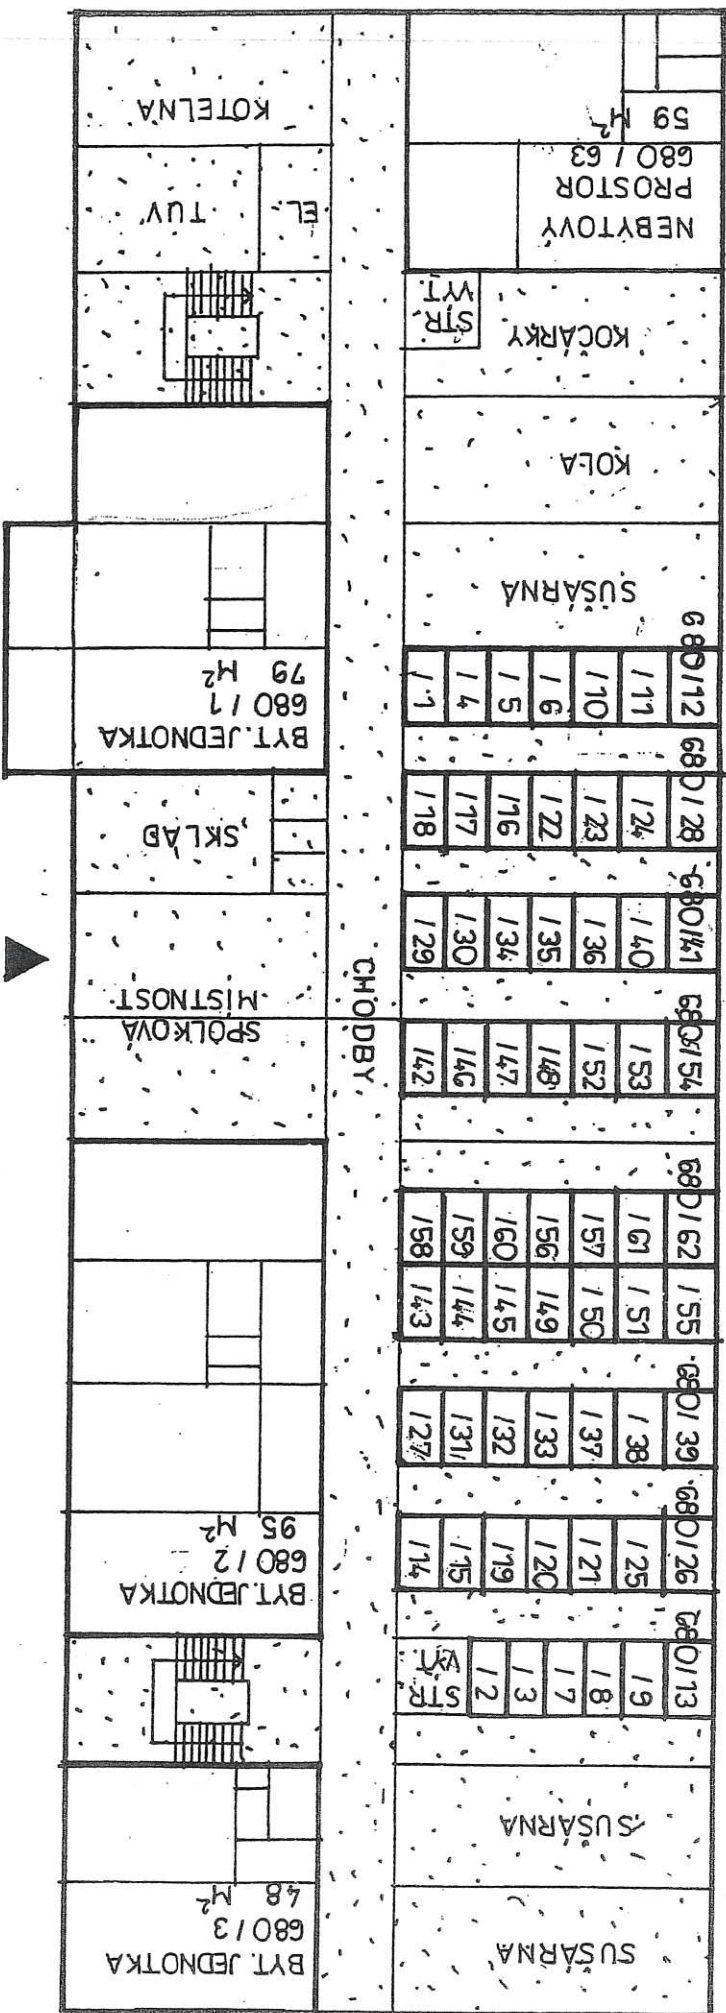 KOTELNA
TUV
EL.
BYT. JEDNOTKA
680 / 1
79 M²
SKLAD
SPOLKOVÁ
MÍSTNOST
BYT. JEDNOTKA
680 / 2
95 M²
BYT. JEDNOTKA
680 / 3
48 M²
CHODBY
NEBYTOVÝ
PROSTOR
680 / 63
59 M²
STR.
VÝT.
KOČÁRKY
KOLA
SUŠÁRNA
/ 1 / 4 / 5 / 6 / 10 / 11 680/12
/ 18 / 17 / 16 / 22 / 23 / 24 680/28
/ 29 / 30 / 34 / 35 / 36 / 40 680/41
/ 42 / 46 / 47 / 48 / 52 / 53 680/54
/ 58 / 59 / 60 / 56 / 57 / 61 680/62
/ 43 / 44 / 45 / 49 / 50 / 51 / 55
/ 27 / 31 / 32 / 33 / 37 / 38 680/39
/ 14 / 15 / 19 / 20 / 21 / 25 680/26
STR
VÝT.
/ 2 / 3 / 7 / 8 / 9 680/13
SUŠÁRNA
SUŠÁRNA